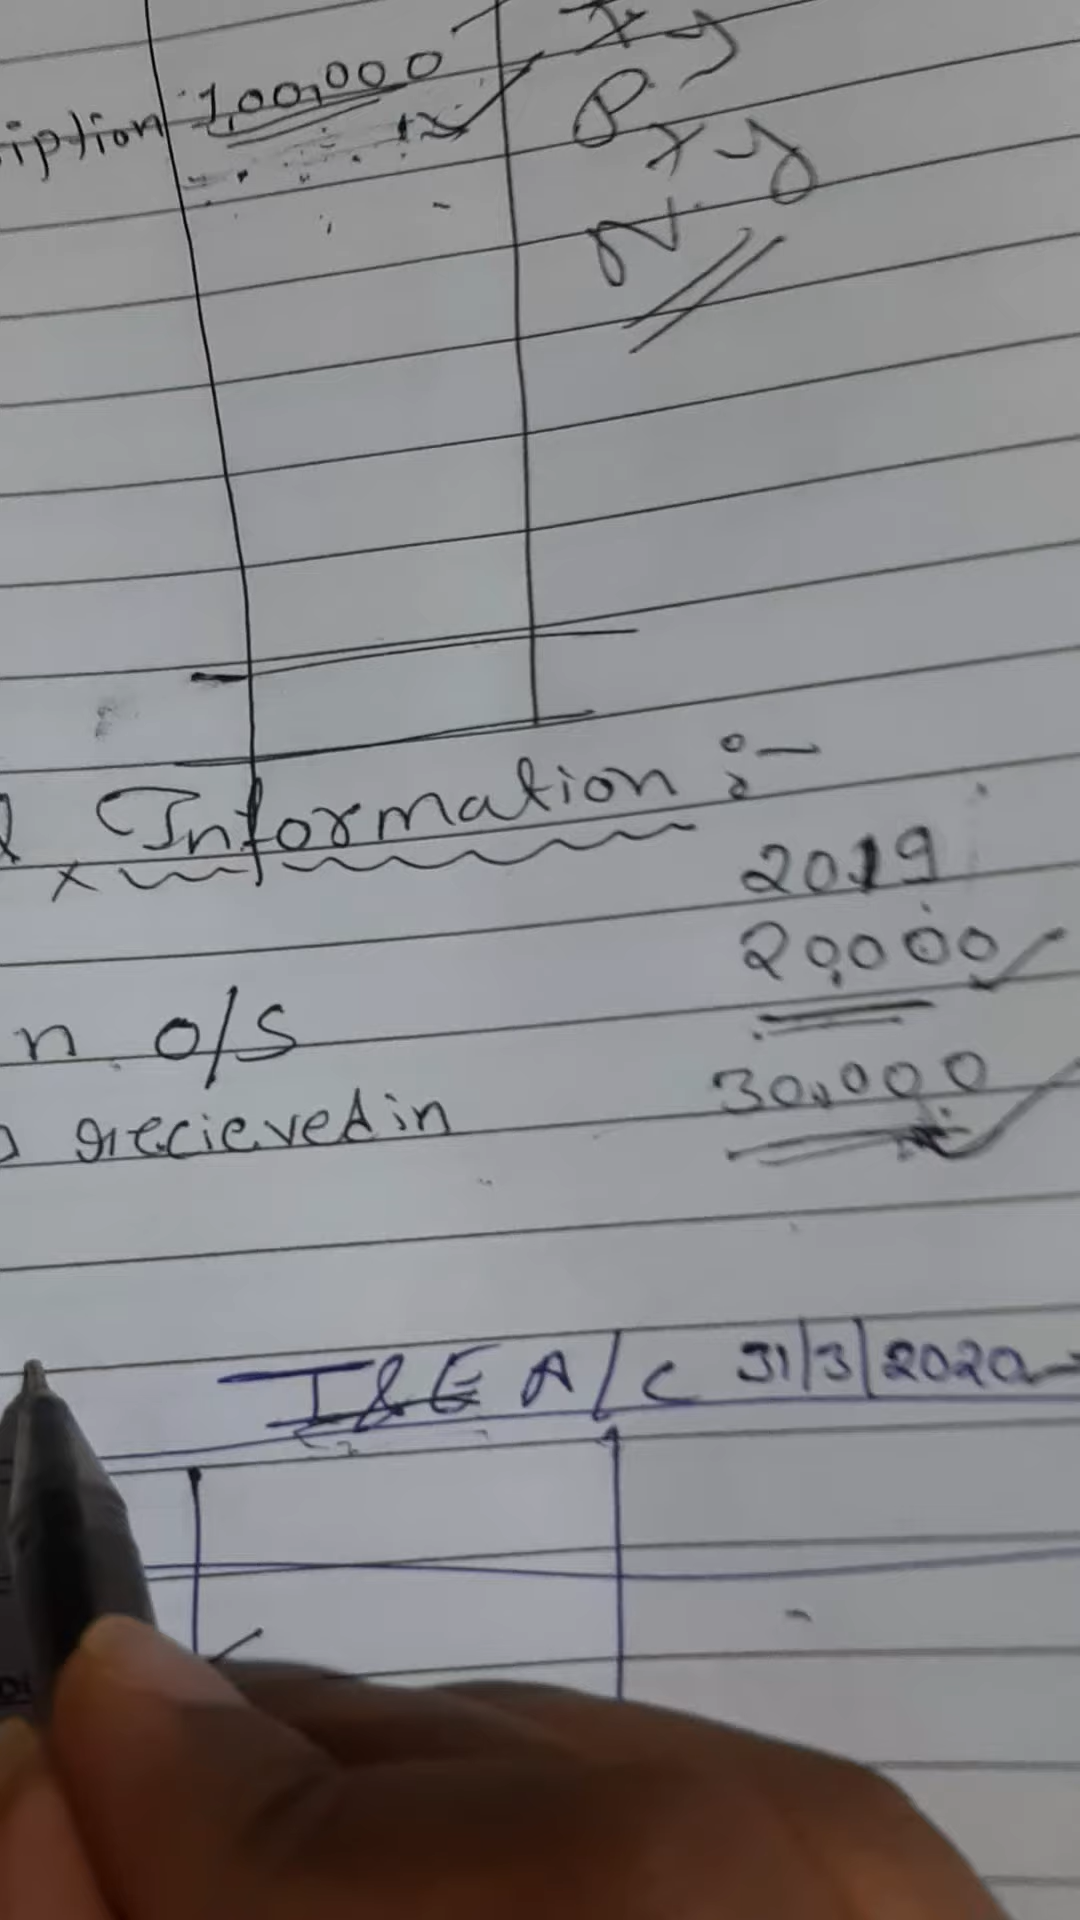 iption 1,00,000
x y
P.
x y
N.
l Information :-
2019
n o/s 20,000
recieved in 30,000
I & E A/c 31/3/2020